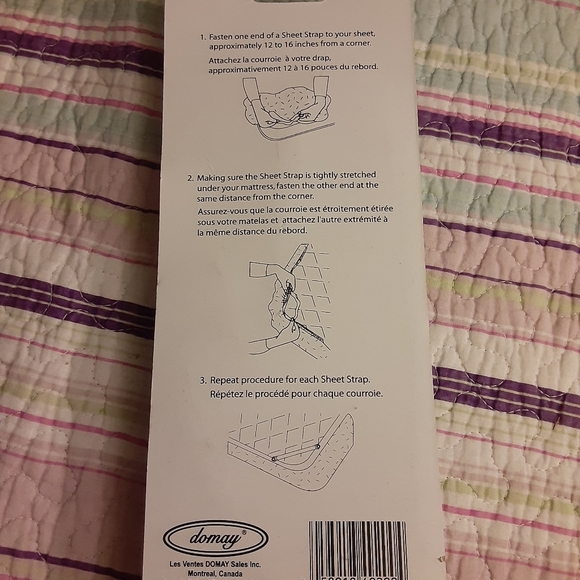 1. Fasten one end of a Sheet Strap to your sheet,
approximately 12 to 16 inches from a corner.
Attachez la courroie à votre drap,
approximativement 12 à 16 pouces du rebord.
2. Making sure the Sheet Strap is tightly stretched
under your mattress, fasten the other end at the
same distance from the corner.
Assurez-vous que la courroie est étroitement étirée
sous votre matelas et attachez l'autre extrémité à
la même distance du rebord.
3. Repeat procedure for each Sheet Strap.
Répétez le procédé pour chaque courroie.
domay®
Les Ventes DOMAY Sales Inc.
Montreal, Canada